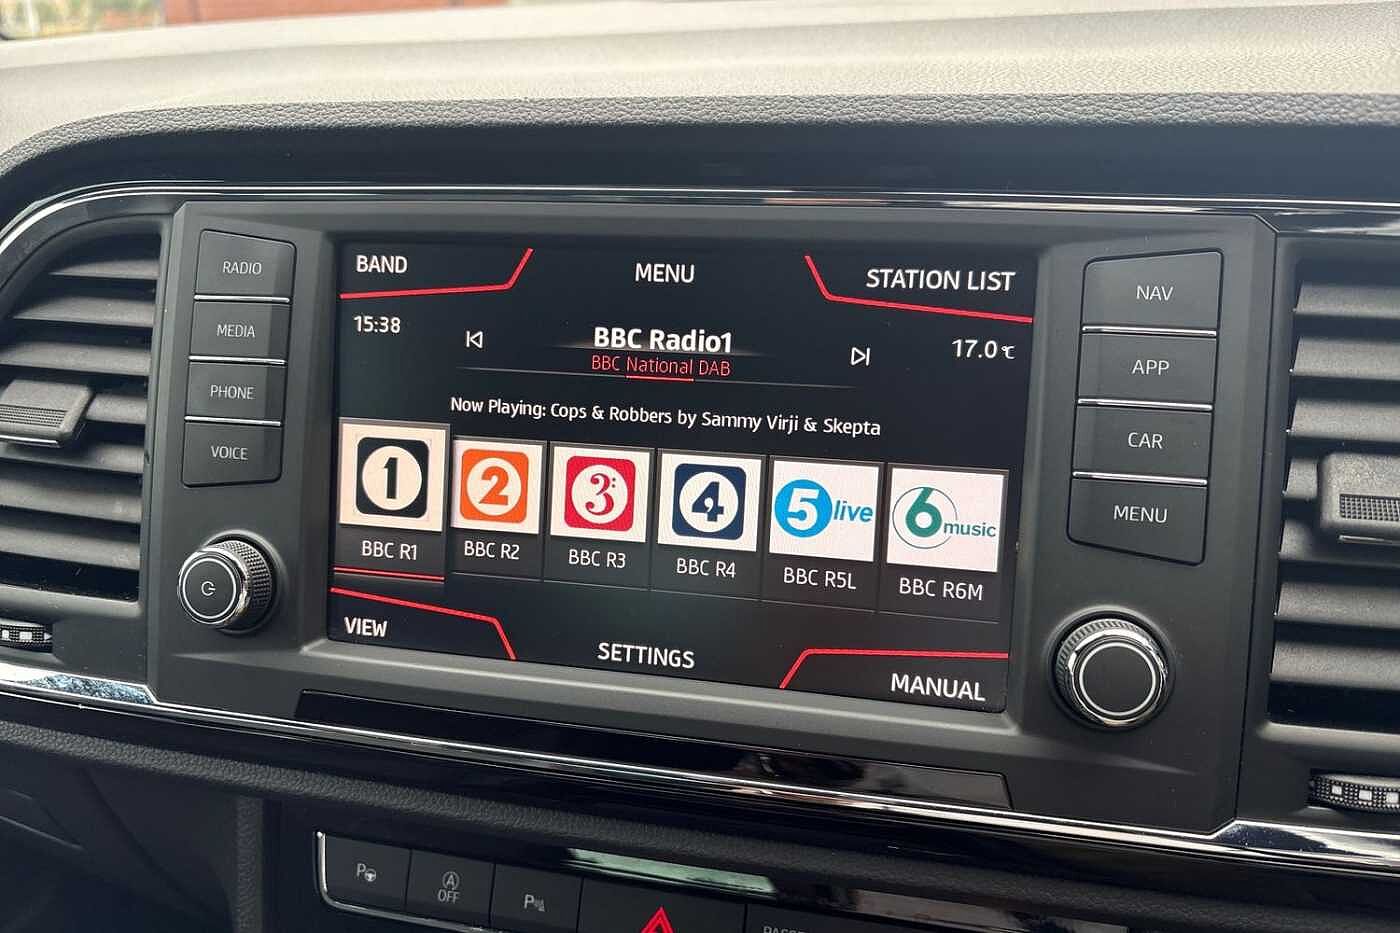 RADIO
MEDIA
PHONE
VOICE
BAND
MENU
STATION LIST
15:38
BBC Radio1
BBC National DAB
17.0 °C
Now Playing: Cops & Robbers by Sammy Virji & Skepta
1
2
3
4
5 live
6 music
BBC R1
BBC R2
BBC R3
BBC R4
BBC R5L
BBC R6M
VIEW
SETTINGS
MANUAL
NAV
APP
CAR
MENU
P
A
OFF
P